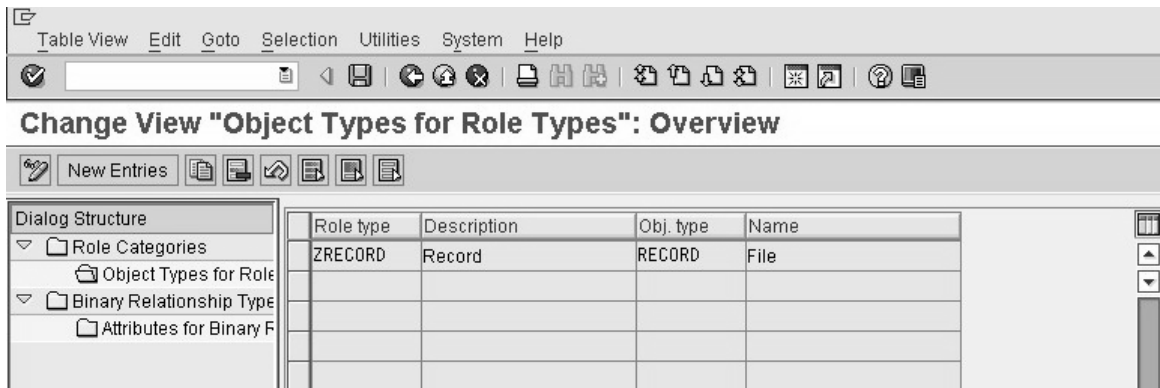 Table View Edit Goto Selection Utilities System Help
Change View "Object Types for Role Types": Overview
New Entries
Dialog Structure
Role Categories
Object Types for Role
Binary Relationship Type
Attributes for Binary R
Role type Description Obj. type Name
ZRECORD Record RECORD File